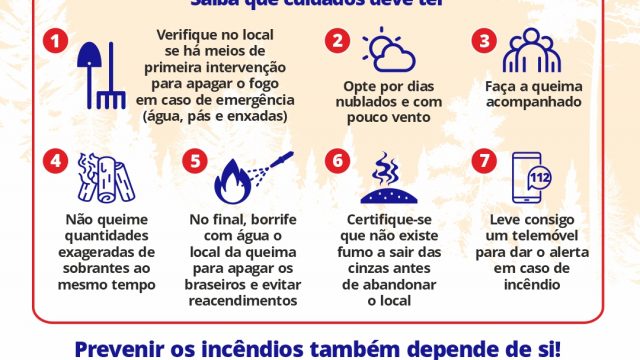 Saiba que cuidados deve ter
1
Verifique no local
se há meios de
primeira intervenção
para apagar o fogo
em caso de emergência
(água, pás e enxadas)
2
Opte por dias
nublados e com
pouco vento
3
Faça a queima
acompanhado
4
Não queime
quantidades
exageradas de
sobrantes ao
mesmo tempo
5
No final, borrife
com água o
local da queima
para apagar os
braseiros e evitar
reacendimentos
6
Certifique-se
que não existe
fumo a sair das
cinzas antes
de abandonar
o local
7
112
Leve consigo
um telemóvel
para dar o alerta
em caso de
incêndio
Prevenir os incêndios também depende de si!